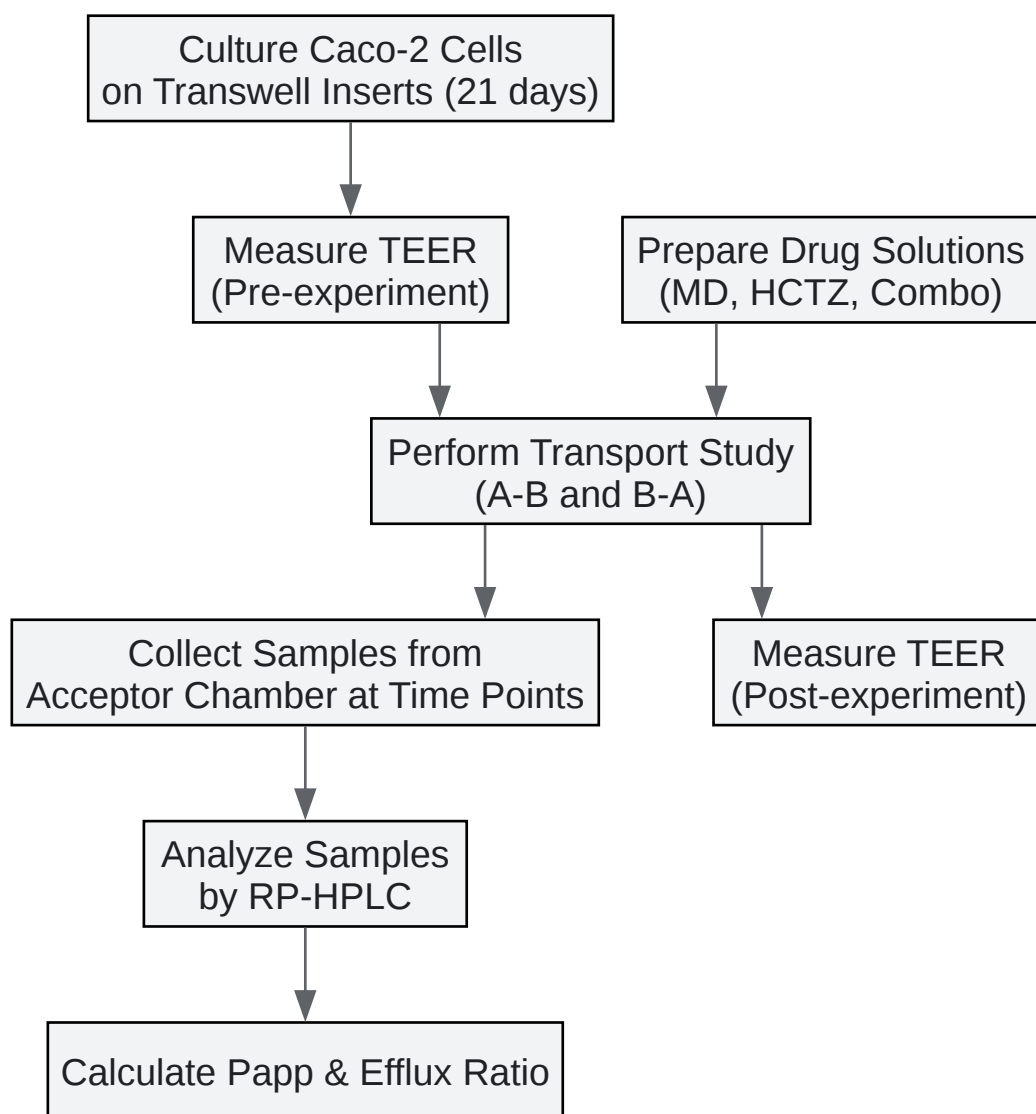 Culture Caco-2 Cells
on Transwell Inserts (21 days)
Measure TEER
(Pre-experiment)
Prepare Drug Solutions
(MD, HCTZ, Combo)
Perform Transport Study
(A-B and B-A)
Collect Samples from
Acceptor Chamber at Time Points
Measure TEER
(Post-experiment)
Analyze Samples
by RP-HPLC
Calculate Papp & Efflux Ratio